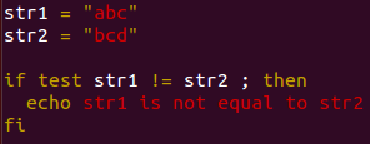 str1 = "abc"
str2 = "bcd"
if test str1 != str2 ; then
echo str1 is not equal to str2
fi